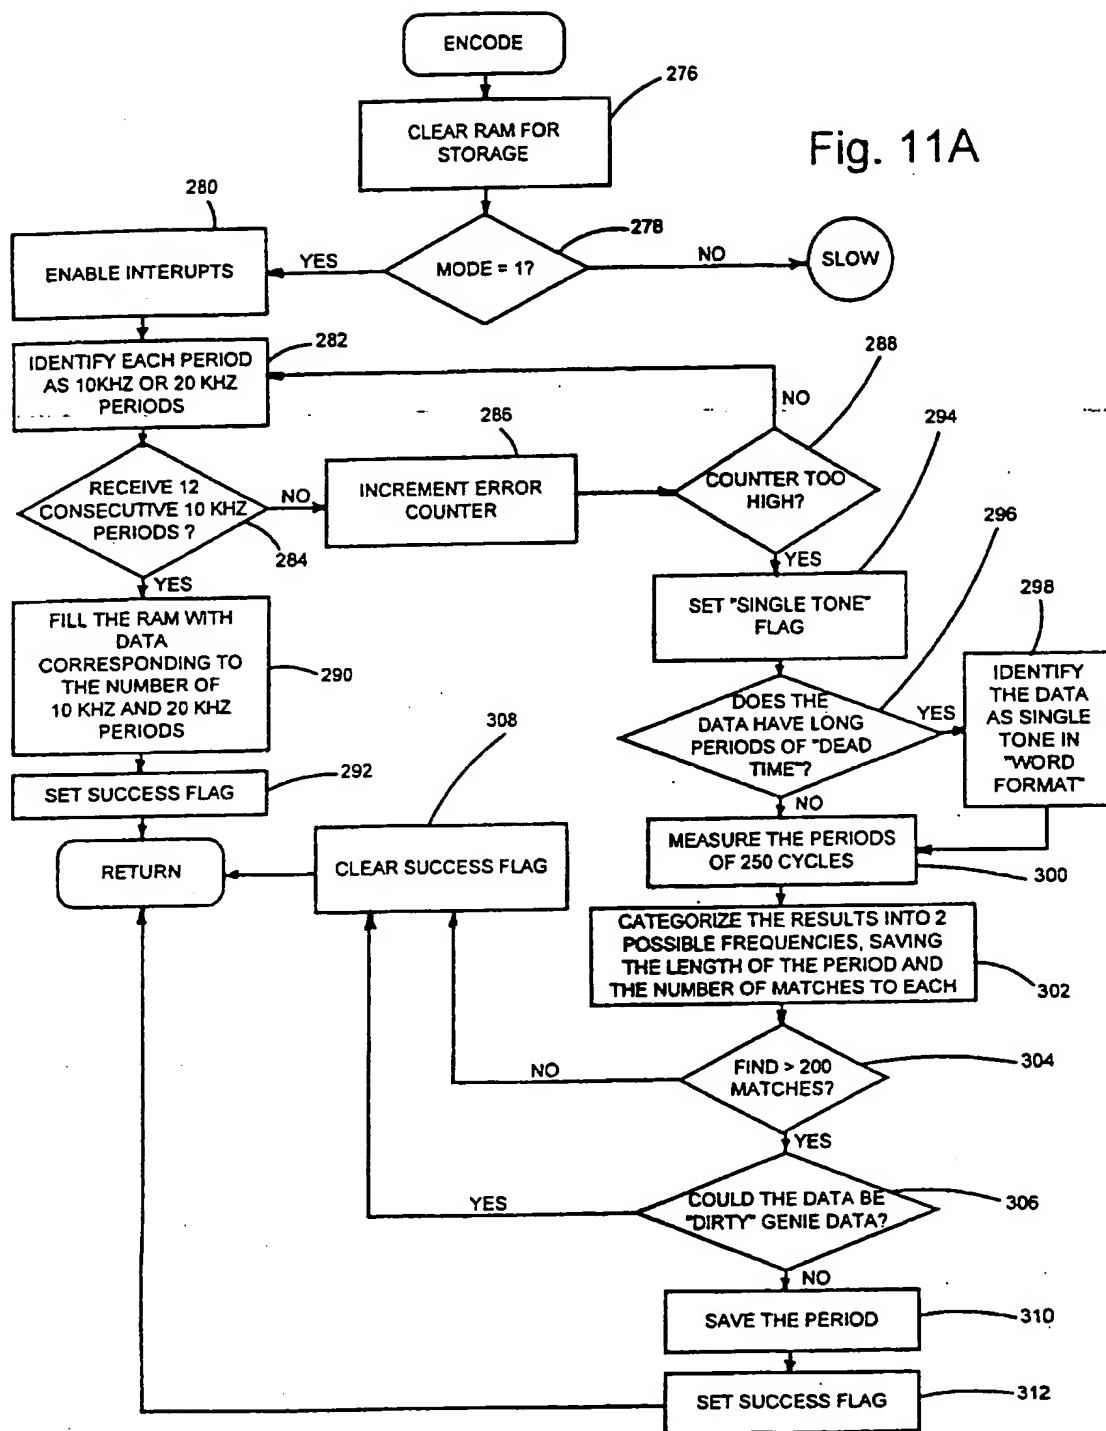 ENCODE
276
CLEAR RAM FOR
STORAGE
Fig. 11A
280
278
ENABLE INTERUPTS
YES
MODE = 1?
NO
SLOW
282
IDENTIFY EACH PERIOD
AS 10KHZ OR 20 KHZ
PERIODS
288
NO
286
294
RECEIVE 12
CONSECUTIVE 10 KHZ
PERIODS ?
NO
INCREMENT ERROR
COUNTER
COUNTER TOO
HIGH?
284
296
YES
YES
FILL THE RAM WITH
DATA
CORRESPONDING TO
THE NUMBER OF
10 KHZ AND 20 KHZ
PERIODS
290
SET "SINGLE TONE"
FLAG
298
DOES THE
DATA HAVE LONG
PERIODS OF "DEAD
TIME"?
YES
IDENTIFY
THE DATA
AS SINGLE
TONE IN
"WORD
FORMAT"
308
292
SET SUCCESS FLAG
NO
RETURN
CLEAR SUCCESS FLAG
MEASURE THE PERIODS
OF 250 CYCLES
300
CATEGORIZE THE RESULTS INTO 2
POSSIBLE FREQUENCIES, SAVING
THE LENGTH OF THE PERIOD AND
THE NUMBER OF MATCHES TO EACH
302
NO
FIND > 200
MATCHES?
304
YES
YES
COULD THE DATA BE
"DIRTY" GENIE DATA?
306
NO
SAVE THE PERIOD
310
SET SUCCESS FLAG
312